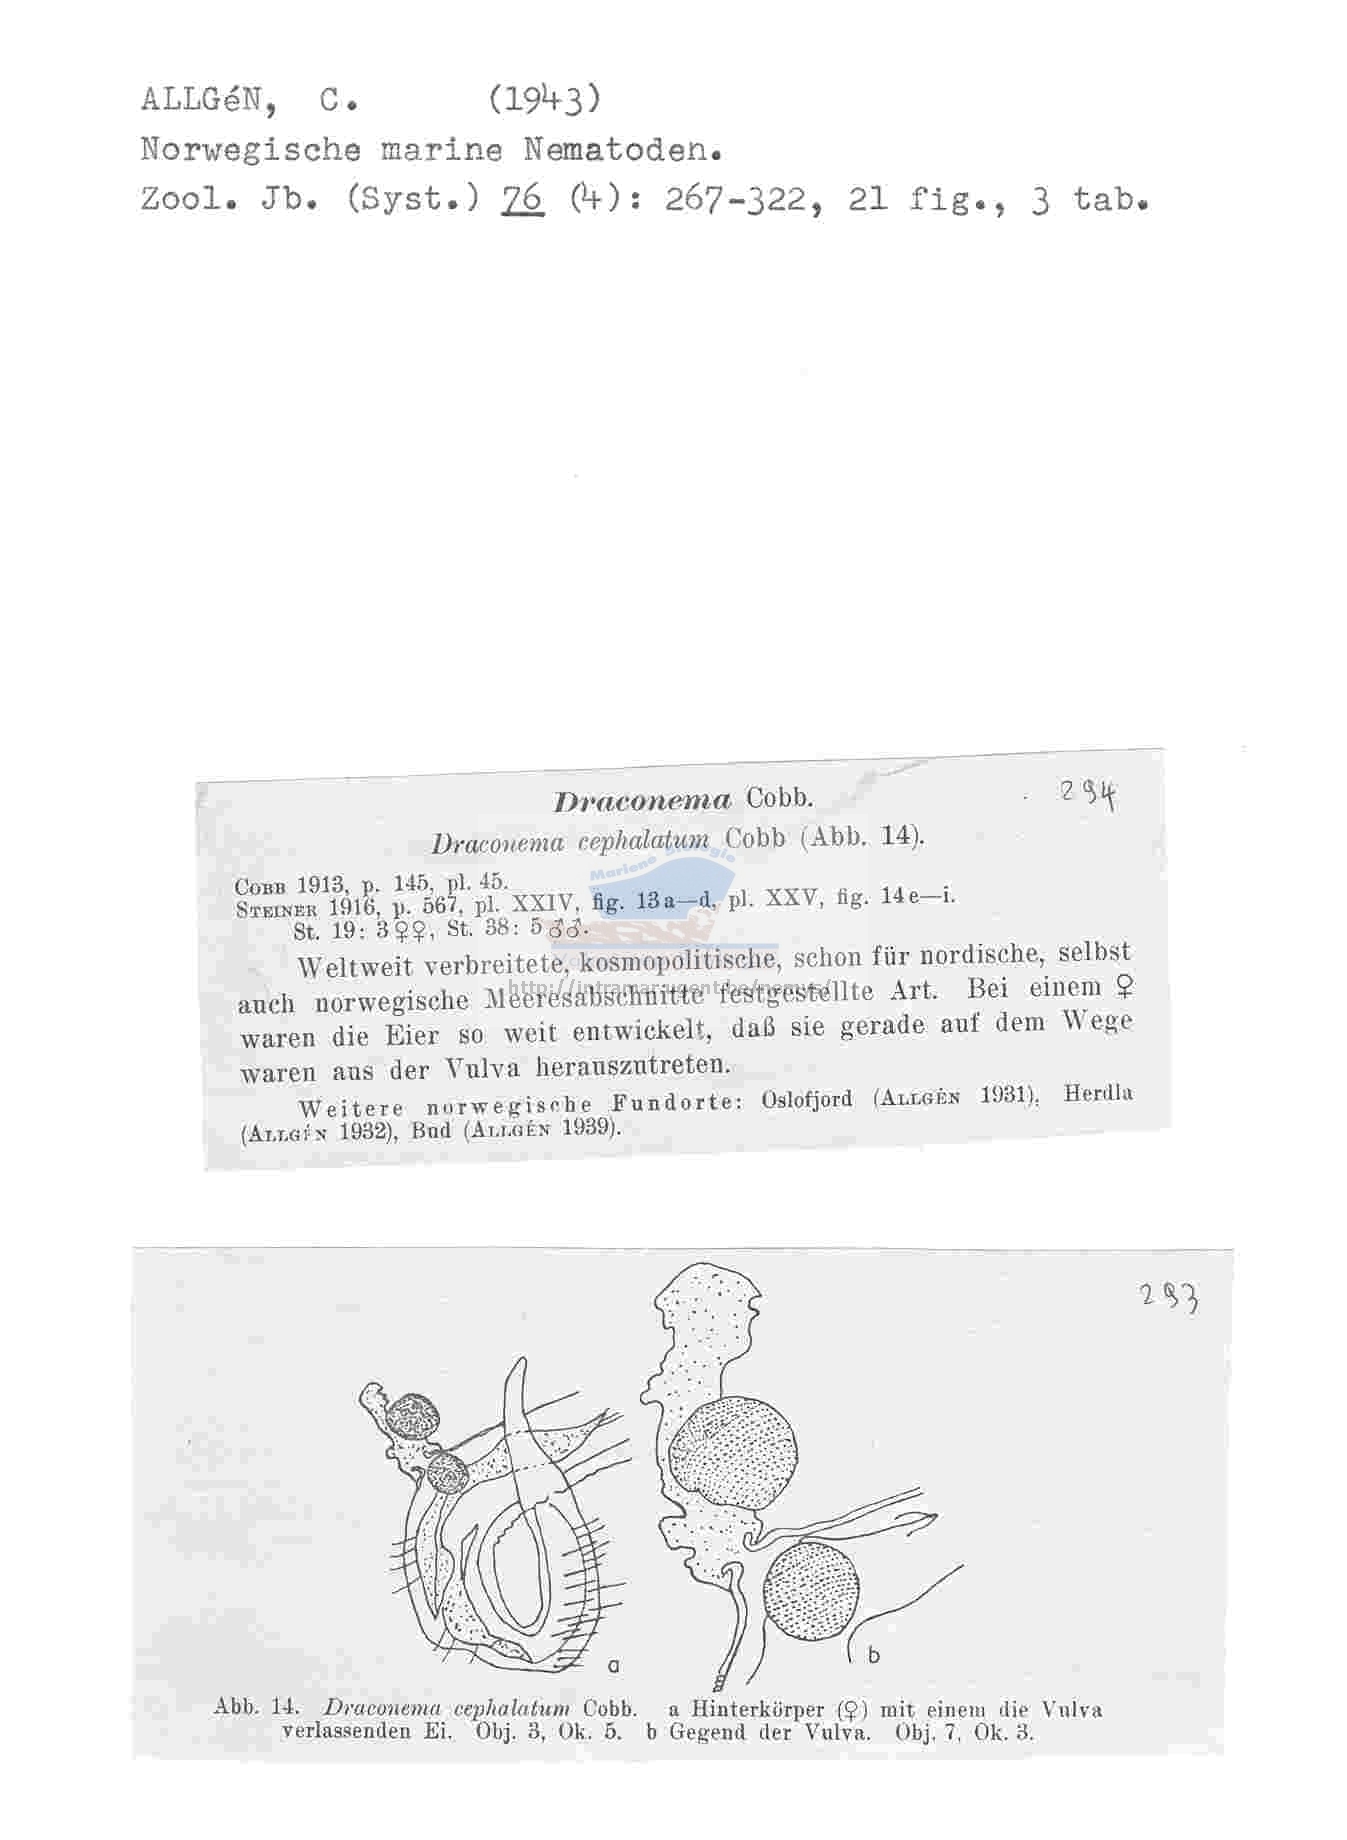 ALLGéN, C. (1943)
Norwegische marine Nematoden.
Zool. Jb. (Syst.) 76 (4): 267-322, 21 fig., 3 tab.
Draconema Cobb. 294
Draconema cephalatum Cobb (Abb. 14).
COBB 1913, p. 145, pl. 45.
STEINER 1916, p. 567, pl. XXIV, fig. 13a—d, pl. XXV, fig. 14e—i.
St. 19: 3 ♀♀, St. 38: 5 ♂♂.
Weltweit verbreitete, kosmopolitische, schon für nordische, selbst
auch norwegische Meeresabschnitte festgestellte Art. Bei einem ♀
waren die Eier so weit entwickelt, daß sie gerade auf dem Wege
waren aus der Vulva herauszutreten.
Weitere norwegische Fundorte: Oslofjord (ALLGÉN 1931), Herdla
(ALLGÉN 1932), Bud (ALLGÉN 1939).
Mariene Biologie
http://intramar.ugent.be/nemys/
293
a
b
Abb. 14. Draconema cephalatum Cobb. a Hinterkörper (♀) mit einem die Vulva
verlassenden Ei. Obj. 3, Ok. 5. b Gegend der Vulva. Obj. 7, Ok. 3.